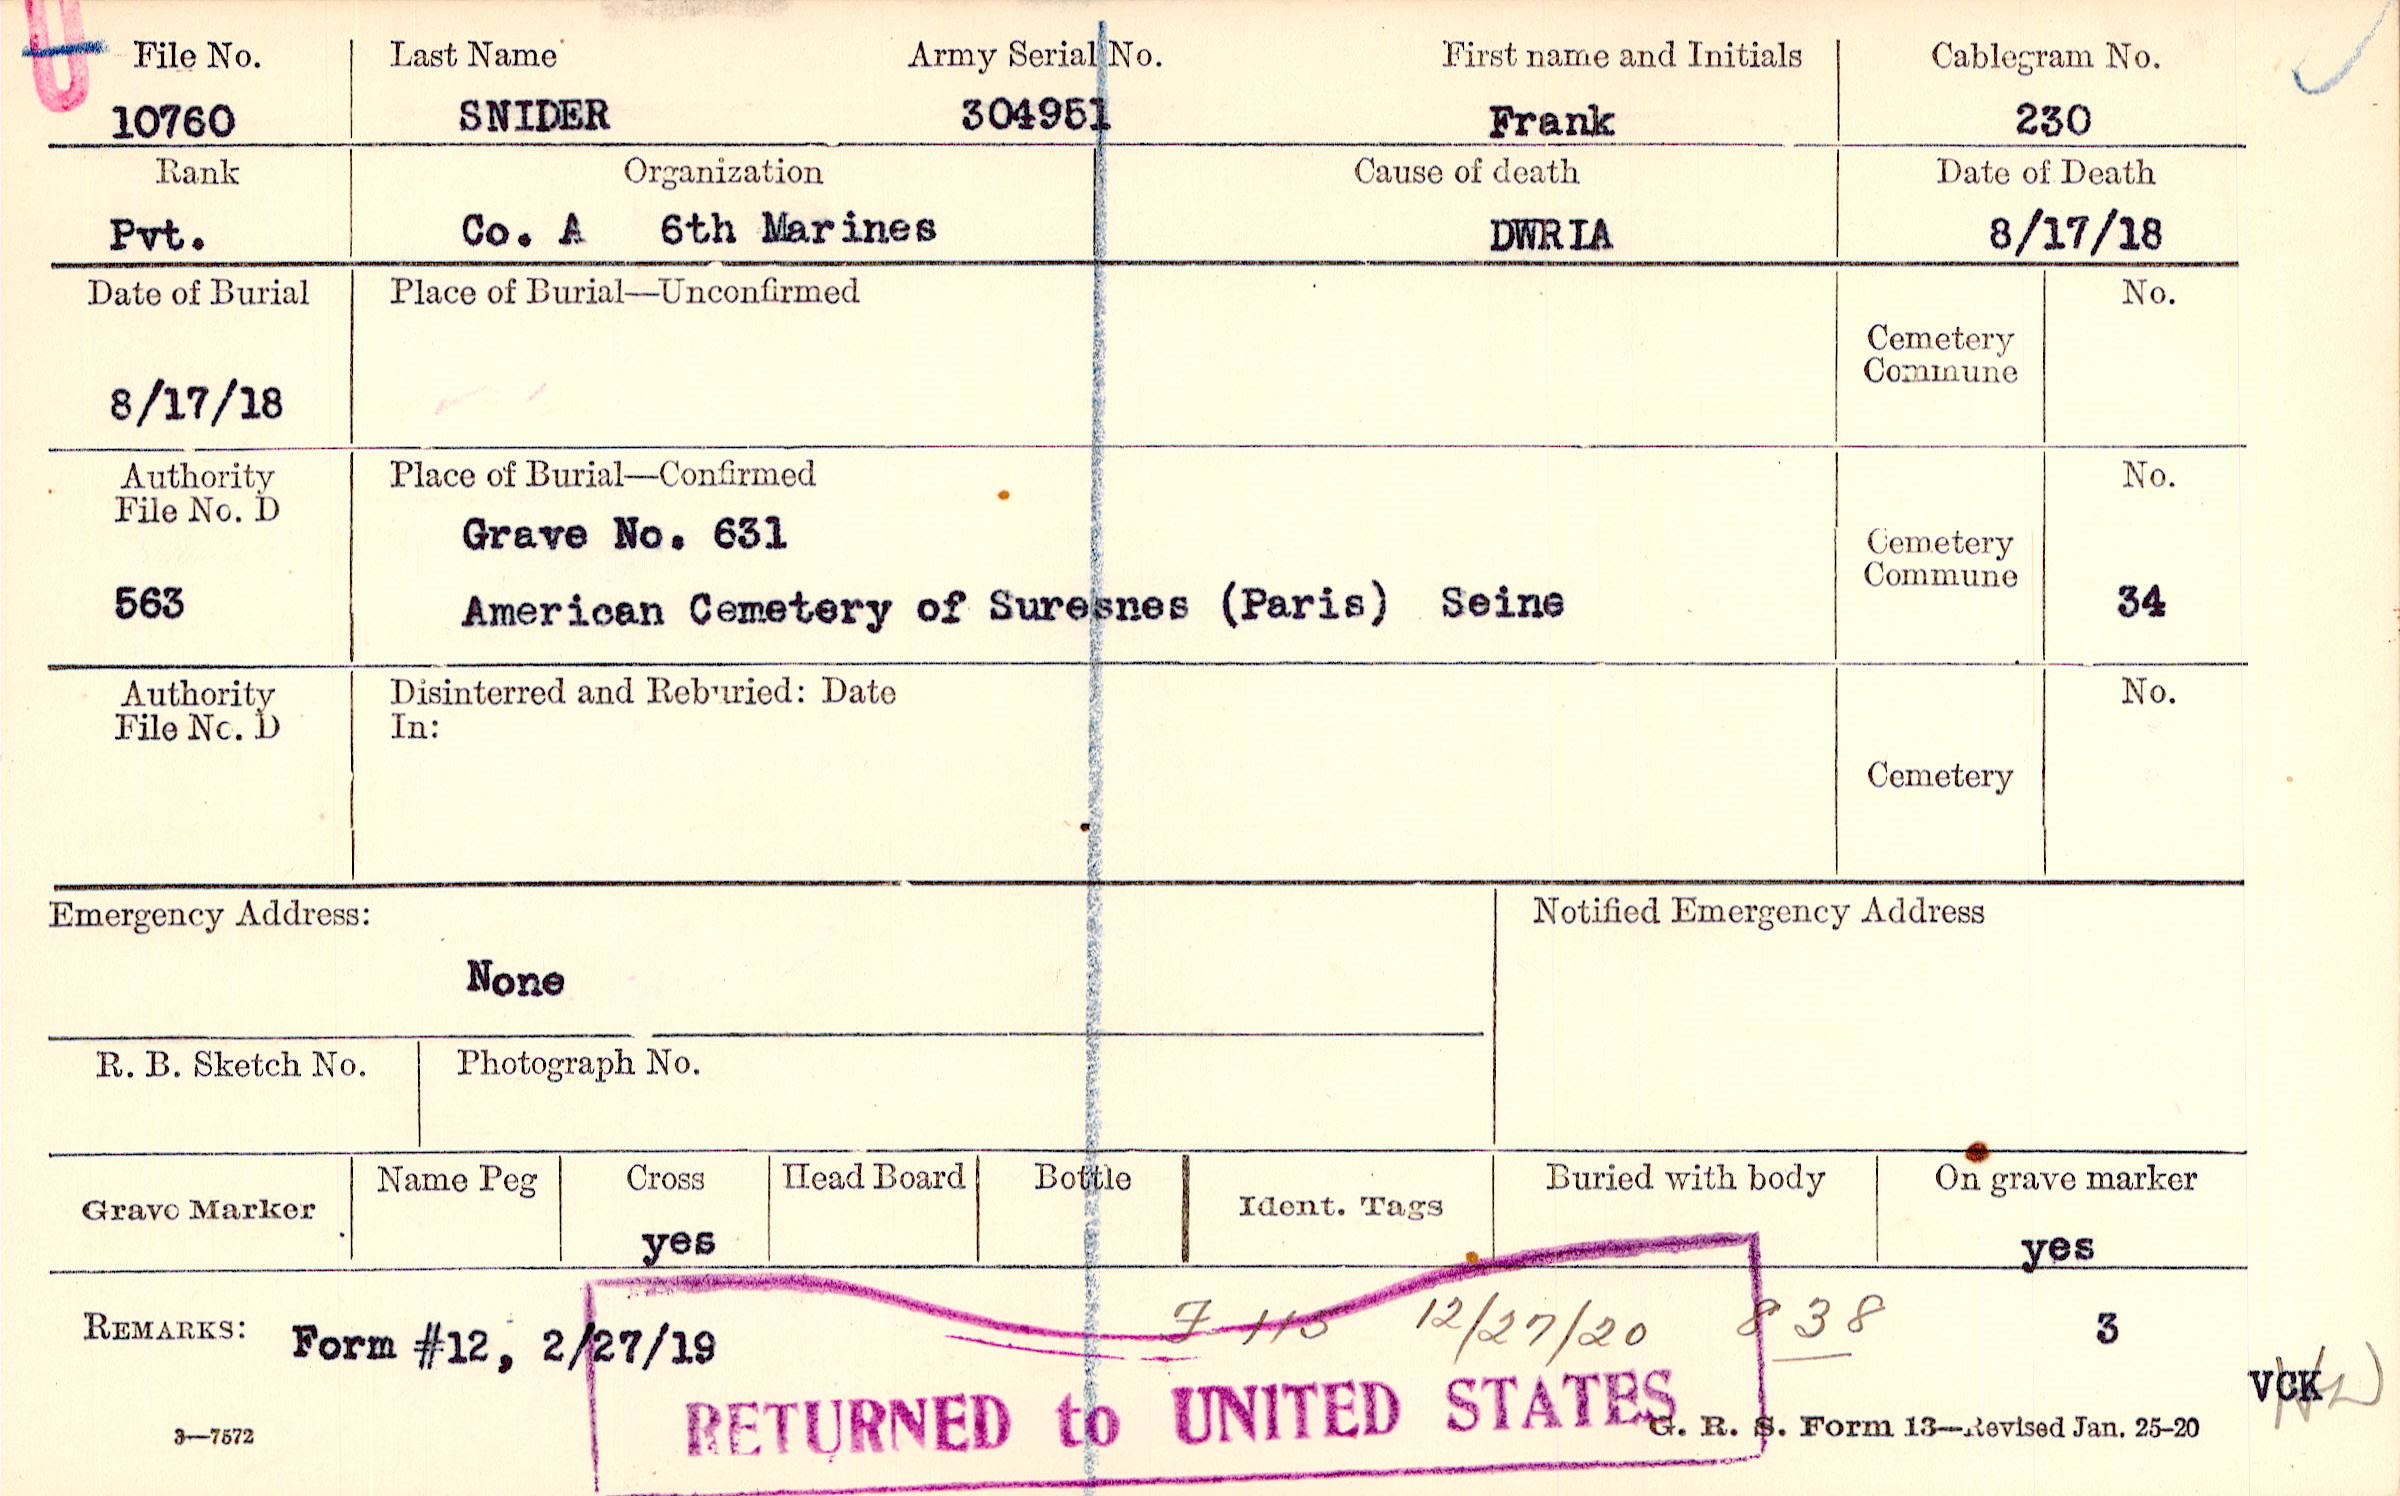 File No. Last Name Army Serial No. First name and Initials Cablegram No.
10760 SNIDER 304951 Frank 230
Rank Organization Cause of death Date of Death
Pvt. Co. A 6th Marines DWRIA 8/17/18
Date of Burial Place of Burial—Unconfirmed No.
Cemetery
Commune
8/17/18
Authority Place of Burial—Confirmed No.
File No. D
Grave No. 631
Cemetery
Commune
563 American Cemetery of Suresnes (Paris) Seine 34
Authority Disinterred and Reburied: Date No.
File No. D In:
Cemetery
Emergency Address: Notified Emergency Address
None
R. B. Sketch No. Photograph No.
Grave Marker Name Peg Cross Head Board Bottle Ident. Tags Buried with body On grave marker
yes yes
REMARKS: Form #12, 2/27/19 F 115 12/27/20 838 3
VCK
RETURNED to UNITED STATES
3—7572 G. R. S. Form 13—Revised Jan. 25-20